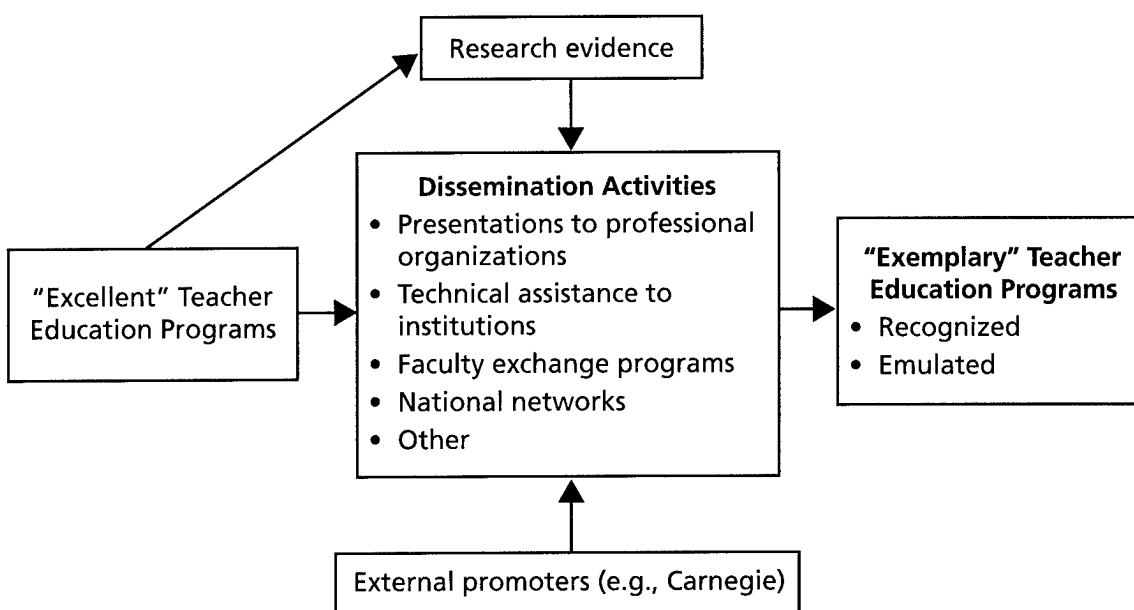 Research evidence
Dissemination Activities
• Presentations to professional
organizations
• Technical assistance to
institutions
• Faculty exchange programs
• National networks
• Other
“Excellent” Teacher
Education Programs
“Exemplary” Teacher
Education Programs
• Recognized
• Emulated
External promoters (e.g., Carnegie)